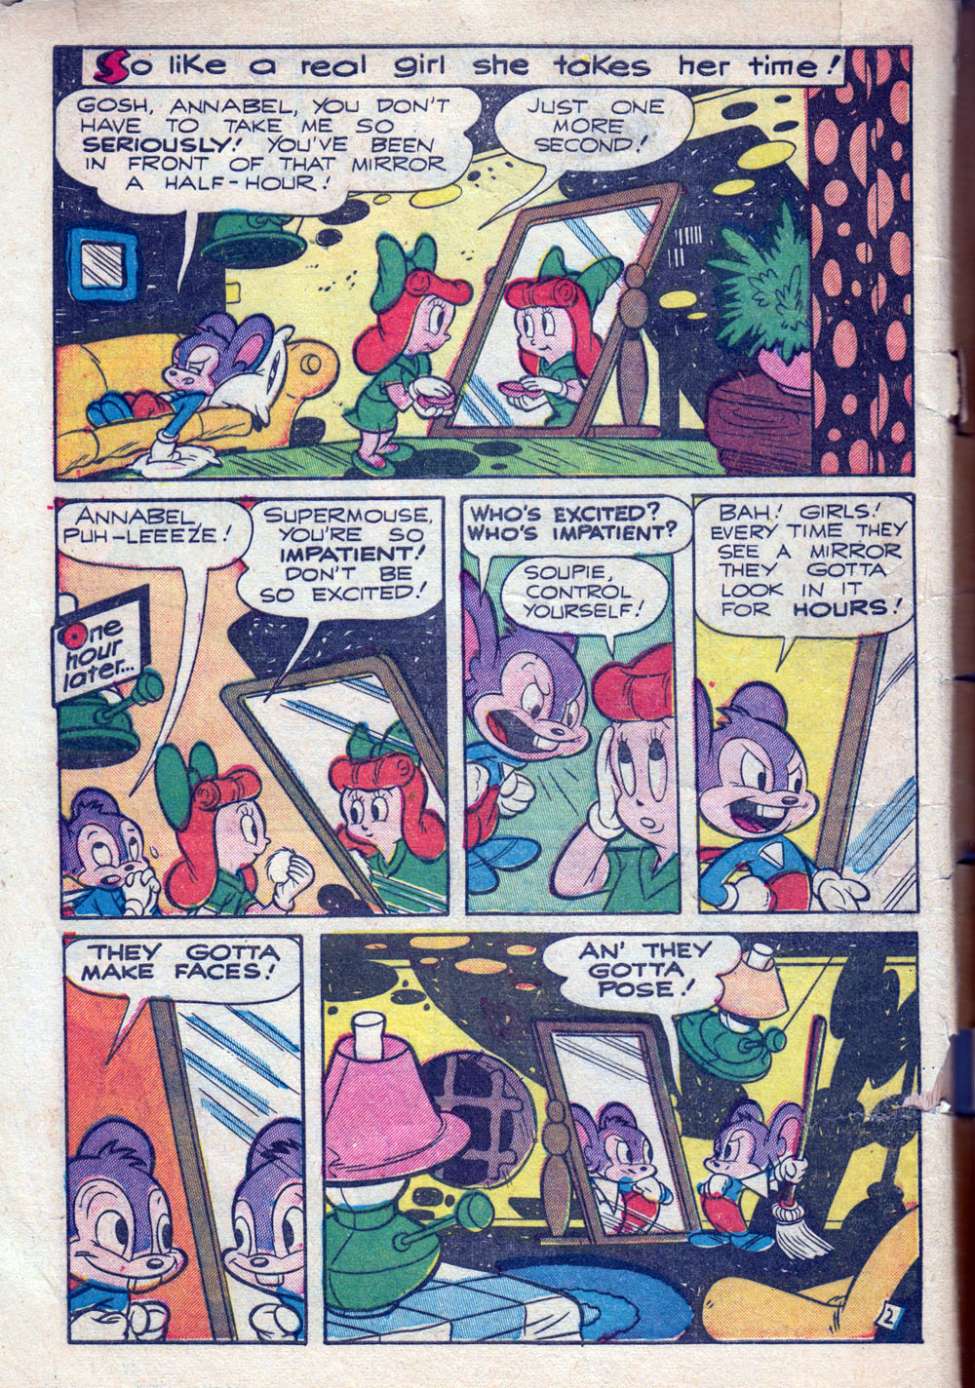 So like a real girl she takes her time!
GOSH, ANNABEL, YOU DON'T
HAVE TO TAKE ME SO
SERIOUSLY! YOU'VE BEEN
IN FRONT OF THAT MIRROR
A HALF-HOUR!
JUST ONE
MORE
SECOND!
One
hour
later...
ANNABEL,
PUH-LEEEZE!
SUPERMOUSE,
YOU'RE SO
IMPATIENT!
DON'T BE
SO EXCITED!
WHO'S EXCITED?
WHO'S IMPATIENT?
SOUPIE,
CONTROL
YOURSELF!
BAH! GIRLS!
EVERY TIME THEY
SEE A MIRROR
THEY GOTTA
LOOK IN IT
FOR HOURS!
THEY GOTTA
MAKE FACES!
AN' THEY
GOTTA
POSE!
2